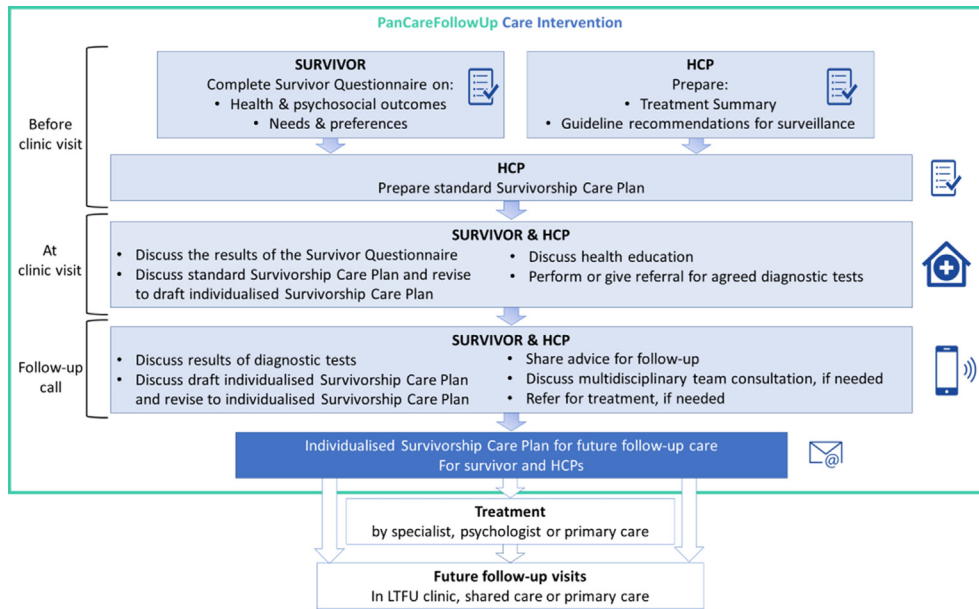 PanCareFollowUp Care Intervention
Before
clinic visit
SURVIVOR
Complete Survivor Questionnaire on:
• Health & psychosocial outcomes
• Needs & preferences
HCP
Prepare:
• Treatment Summary
• Guideline recommendations for surveillance
HCP
Prepare standard Survivorship Care Plan
At
clinic visit
SURVIVOR & HCP
• Discuss the results of the Survivor Questionnaire
• Discuss standard Survivorship Care Plan and revise
to draft individualised Survivorship Care Plan
• Discuss health education
• Perform or give referral for agreed diagnostic tests
Follow-up
call
SURVIVOR & HCP
• Discuss results of diagnostic tests
• Discuss draft individualised Survivorship Care Plan
and revise to individualised Survivorship Care Plan
• Share advice for follow-up
• Discuss multidisciplinary team consultation, if needed
• Refer for treatment, if needed
Individualised Survivorship Care Plan for future follow-up care
For survivor and HCPs
@
Treatment
by specialist, psychologist or primary care
Future follow-up visits
In LTFU clinic, shared care or primary care